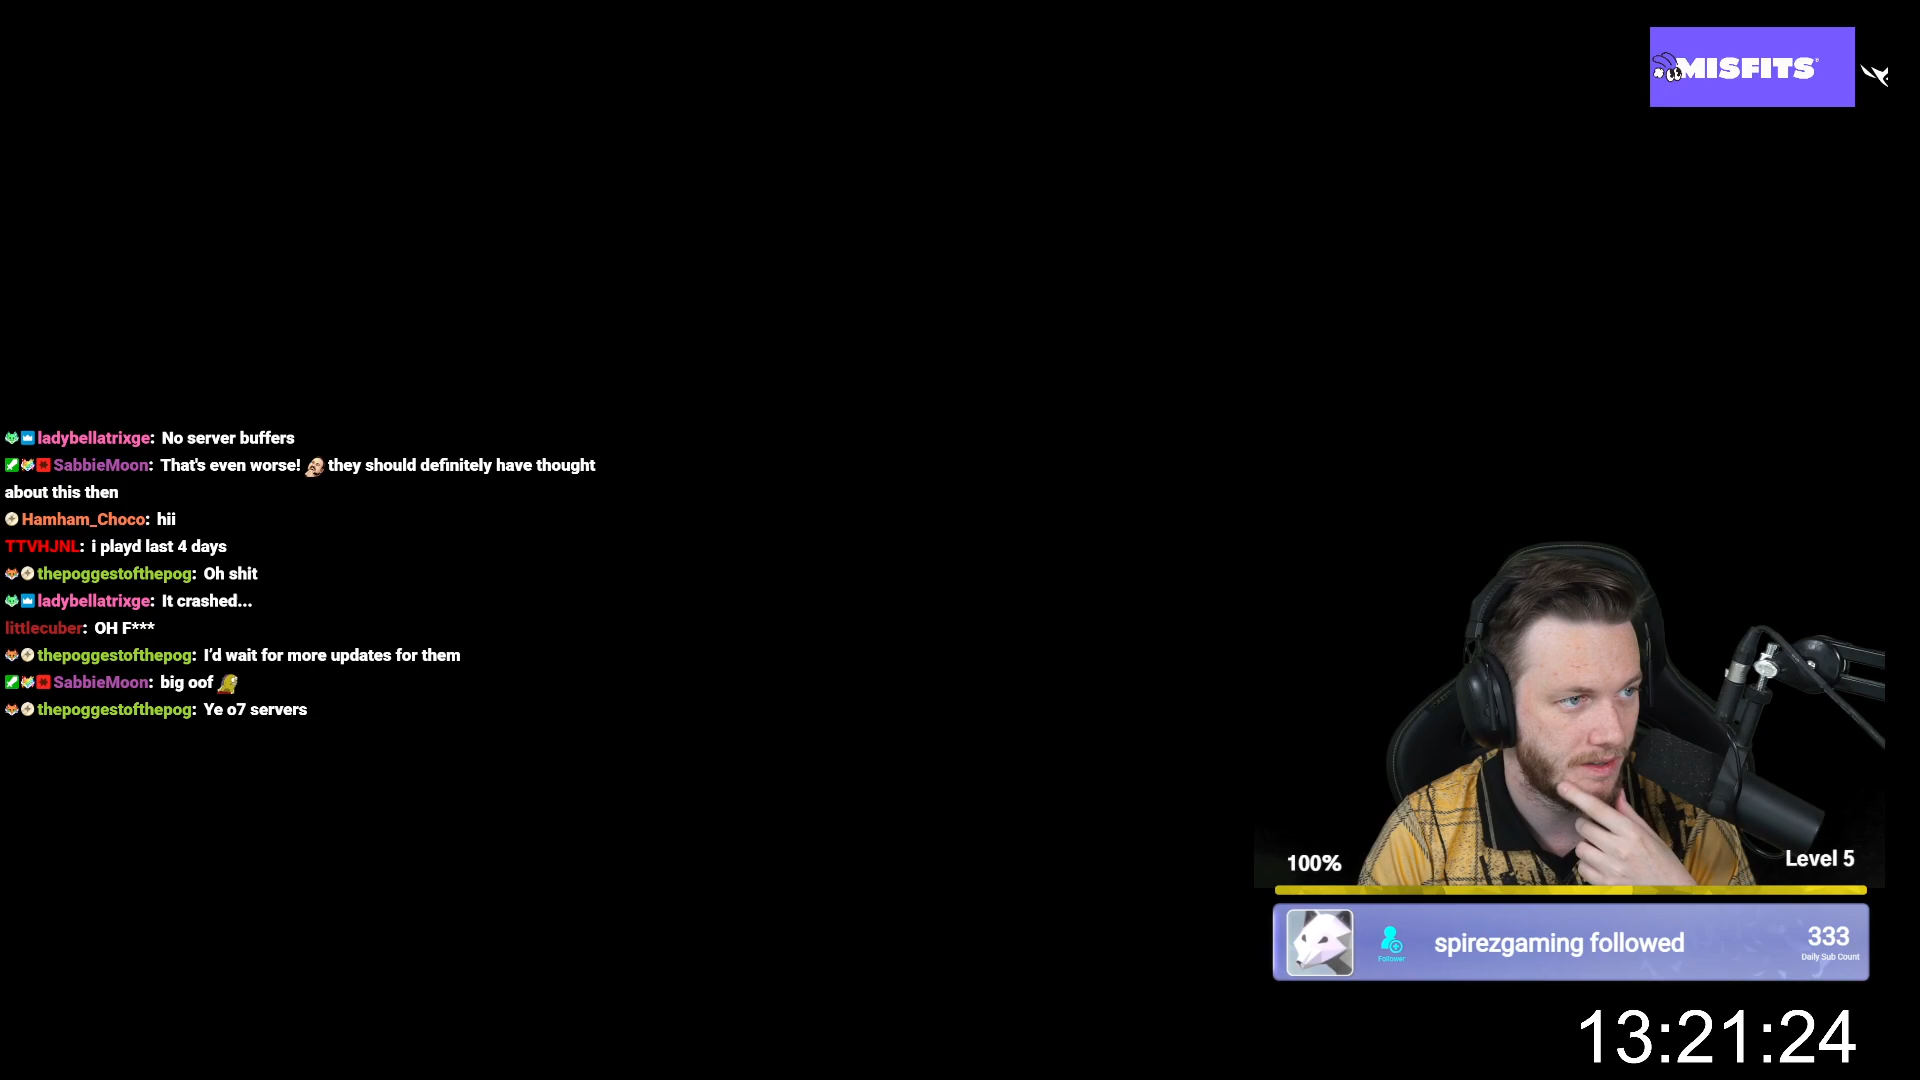 MISFITS
ladybellatrixge: No server buffers
SabbieMoon: That's even worse! they should definitely have thought
about this then
Hamham_Choco: hii
TTVHJNL: i playd last 4 days
thepoggestofthepog: Oh shit
ladybellatrixge: It crashed...
littlecuber: OH F***
thepoggestofthepog: I'd wait for more updates for them
SabbieMoon: big oof
thepoggestofthepog: Ye o7 servers
100%
Level 5
spirezgaming followed
Follower
333
Daily Sub Count
13:21:24